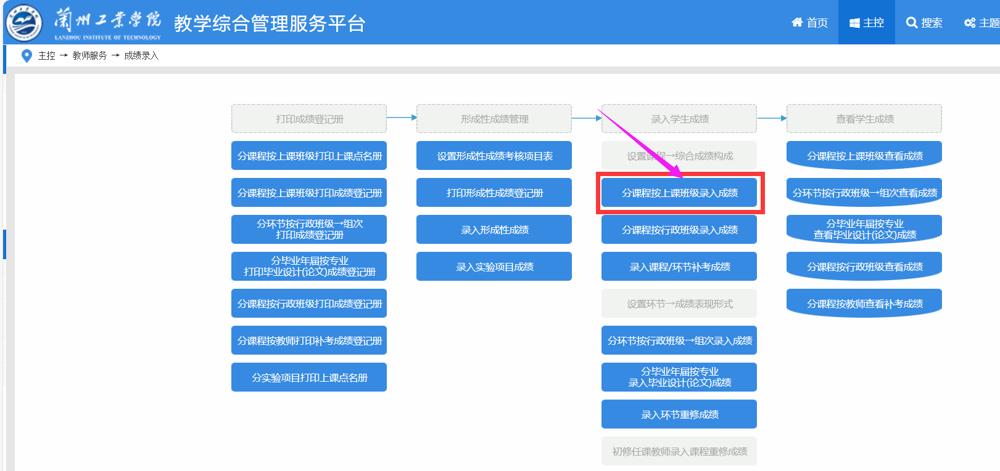 兰州工业学院
LANZHOU INSTITUTE OF TECHNOLOGY
教学综合管理服务平台
首页
主控
搜索
主题
主控 → 教师服务 → 成绩录入
打印成绩登记册
分课程按上课班级打印上课点名册
分课程按上课班级打印成绩登记册
分环节按行政班级→组次
打印成绩登记册
分毕业年届按专业
打印毕业设计(论文)成绩登记册
分课程按行政班级打印成绩登记册
分课程按教师打印补考成绩登记册
分实验项目打印上课点名册
形成性成绩管理
设置形成性成绩考核项目表
打印形成性成绩登记册
录入形成性成绩
录入实验项目成绩
录入学生成绩
设置课程→综合成绩构成
分课程按上课班级录入成绩
分课程按行政班级录入成绩
录入课程/环节补考成绩
设置环节→成绩表现形式
分环节按行政班级→组次录入成绩
分毕业年届按专业
录入毕业设计(论文)成绩
录入环节重修成绩
初修任课教师录入课程重修成绩
查看学生成绩
分课程按上课班级查看成绩
分环节按行政班级→组次查看成绩
分毕业年届按专业
查看毕业设计(论文)成绩
分课程按行政班级查看成绩
分课程按教师查看补考成绩